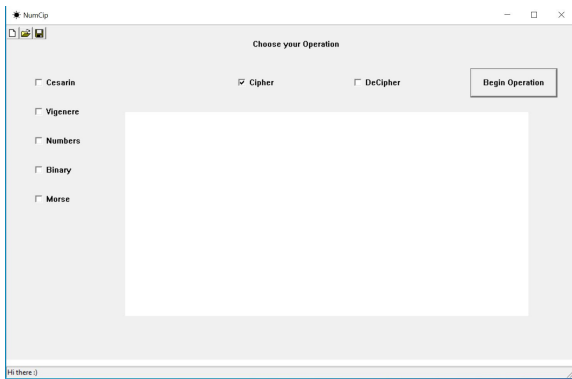 NumCip
Choose your Operation
Cesarin
Cipher
DeCipher
Begin Operation
Vigenere
Numbers
Binary
Morse
Hi there :)